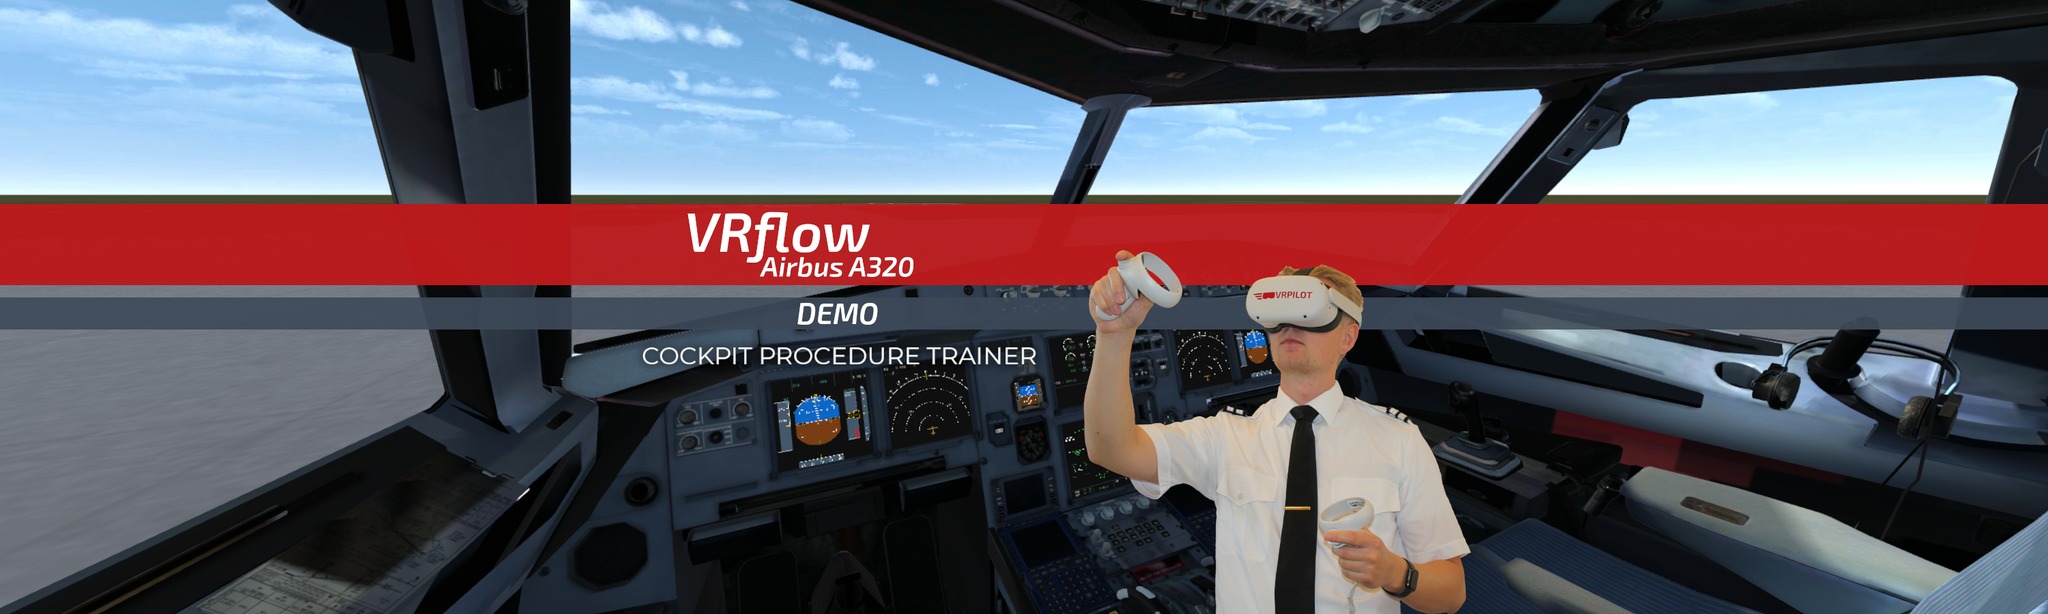 VRflow
Airbus A320
DEMO
COCKPIT PROCEDURE TRAINER
VRPILOT